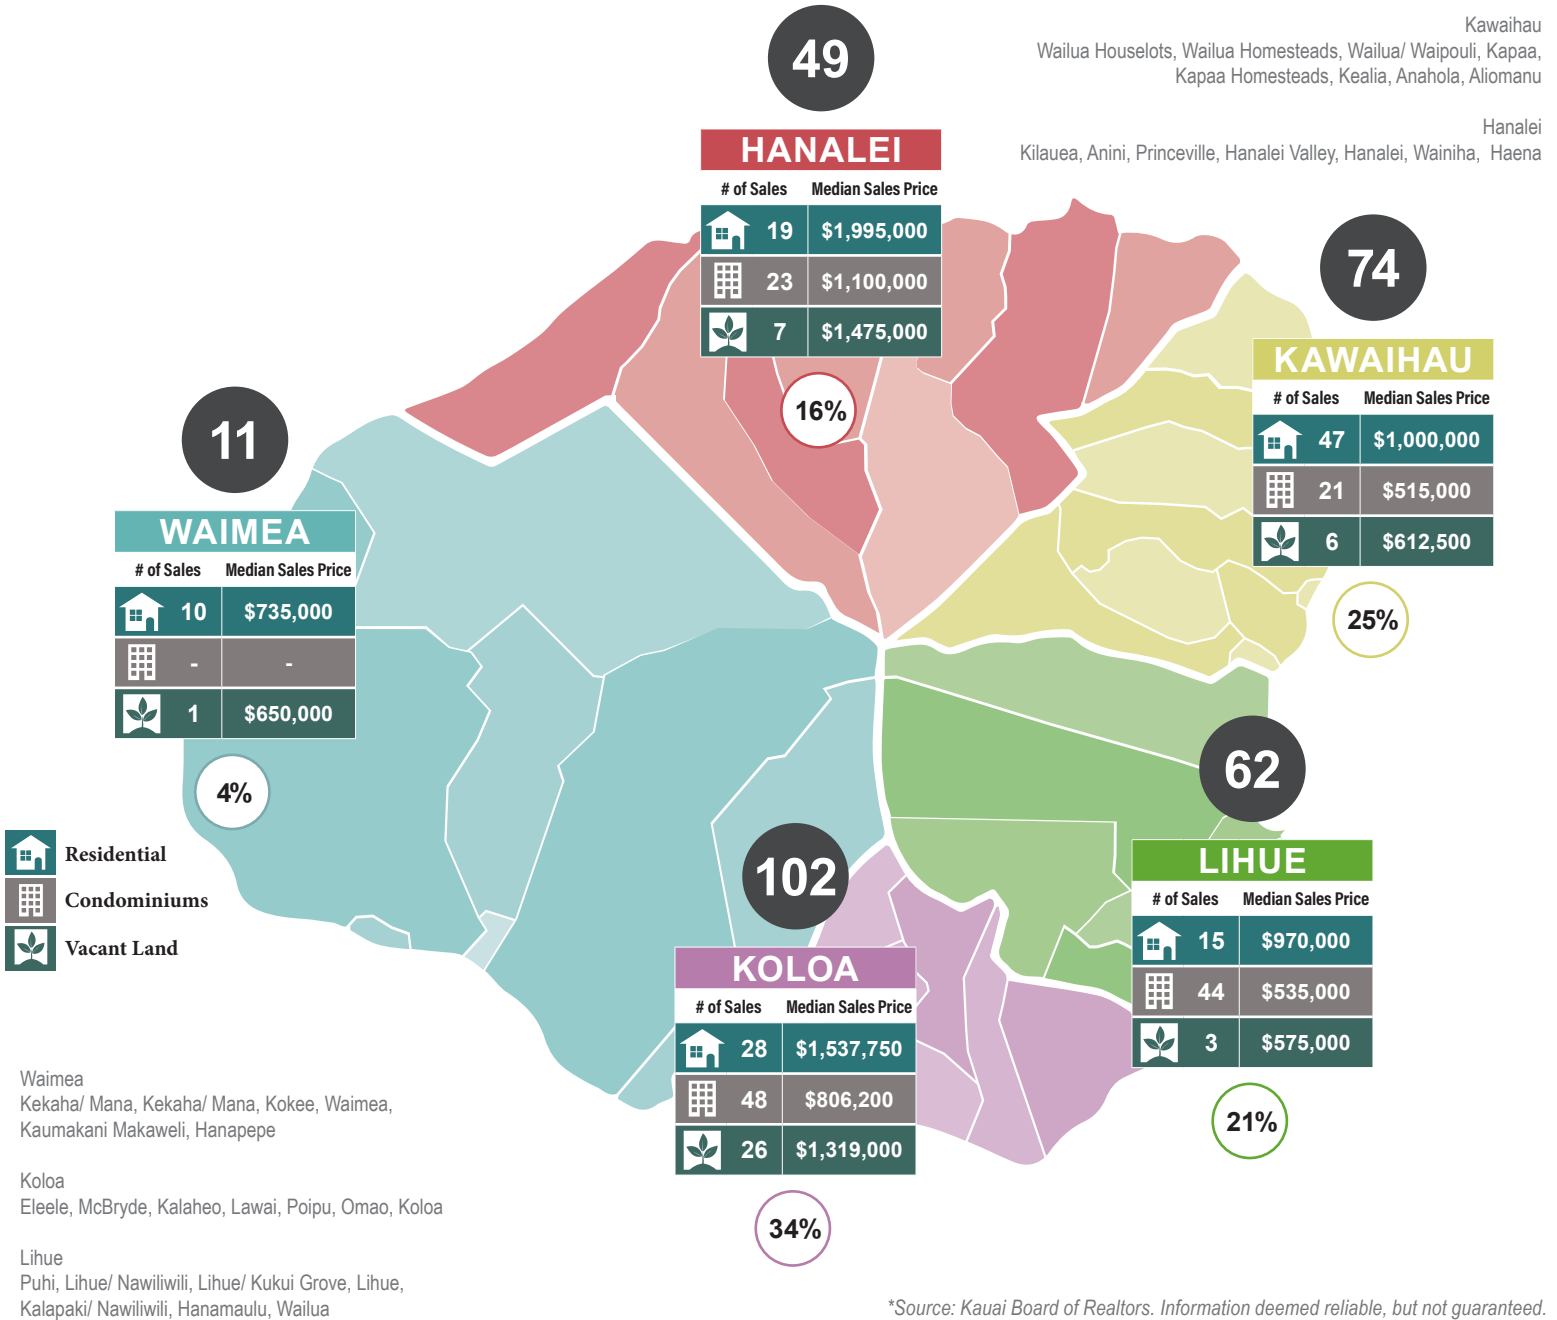 Kawaihau
Wailua Houselots, Wailua Homesteads, Wailua/ Waipouli, Kapaa,
Kapaa Homesteads, Kealia, Anahola, Aliomanu
Hanalei
Kilauea, Anini, Princeville, Hanalei Valley, Hanalei, Wainiha, Haena
49
HANALEI
# of Sales Median Sales Price
19 $1,995,000
23 $1,100,000
7 $1,475,000
16%
74
KAWAIHAU
# of Sales Median Sales Price
47 $1,000,000
21 $515,000
6 $612,500
25%
11
WAIMEA
# of Sales Median Sales Price
10 $735,000
- -
1 $650,000
4%
62
LIHUE
# of Sales Median Sales Price
15 $970,000
44 $535,000
3 $575,000
21%
102
KOLOA
# of Sales Median Sales Price
28 $1,537,750
48 $806,200
26 $1,319,000
34%
Residential
Condominiums
Vacant Land
Waimea
Kekaha/ Mana, Kekaha/ Mana, Kokee, Waimea,
Kaumakani Makaweli, Hanapepe
Koloa
Eleele, McBryde, Kalaheo, Lawai, Poipu, Omao, Koloa
Lihue
Puhi, Lihue/ Nawiliwili, Lihue/ Kukui Grove, Lihue,
Kalapaki/ Nawiliwili, Hanamaulu, Wailua
*Source: Kauai Board of Realtors. Information deemed reliable, but not guaranteed.